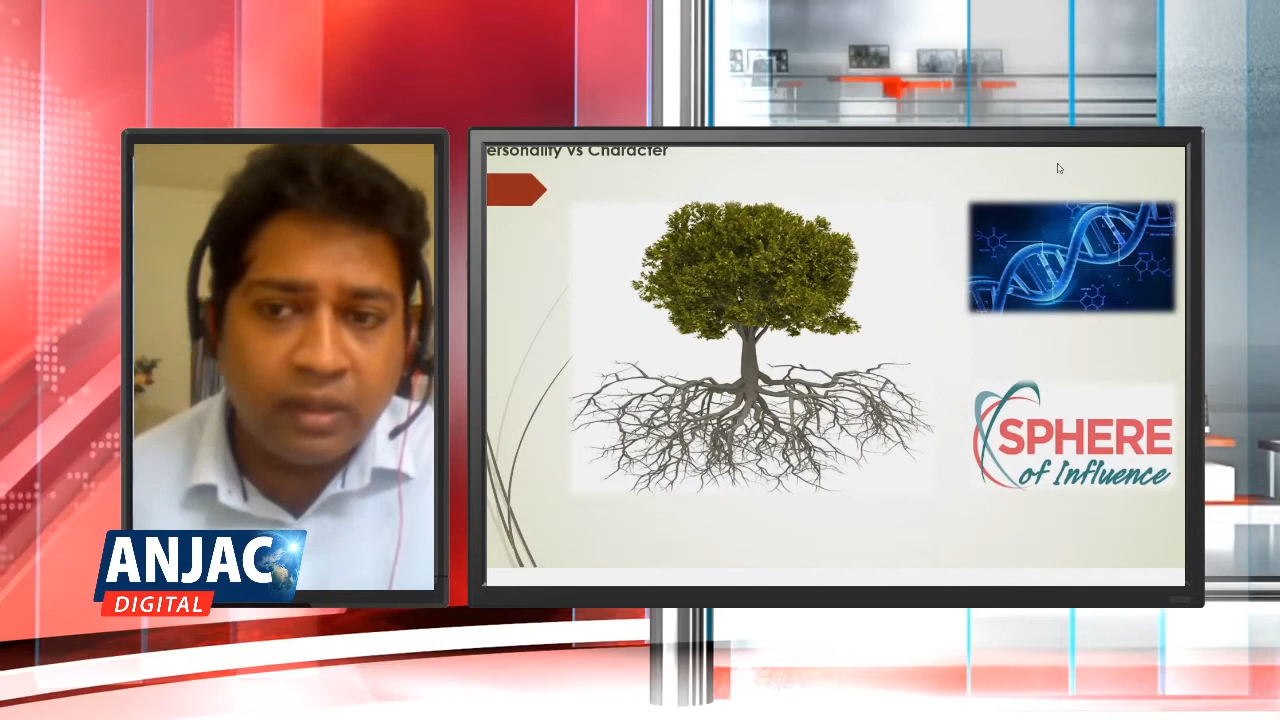 ersonality vs Character
SPHERE
of Influence
ANJAC
DIGITAL